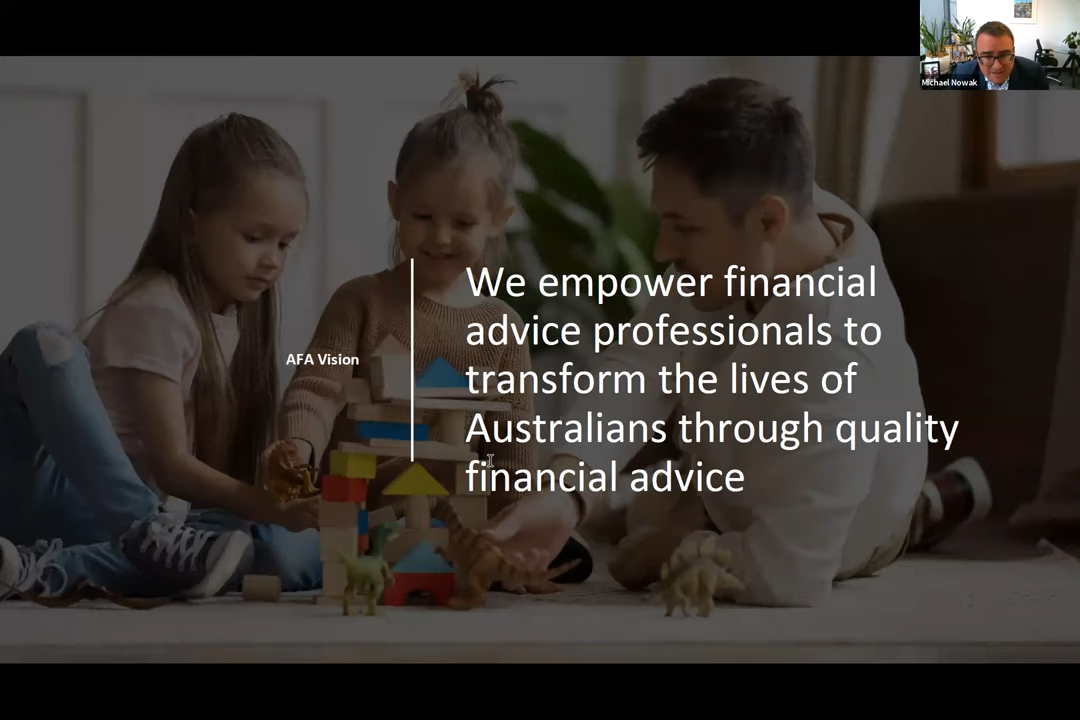 Michael Nowak
AFA Vision
We empower financial
advice professionals to
transform the lives of
Australians through quality
financial advice